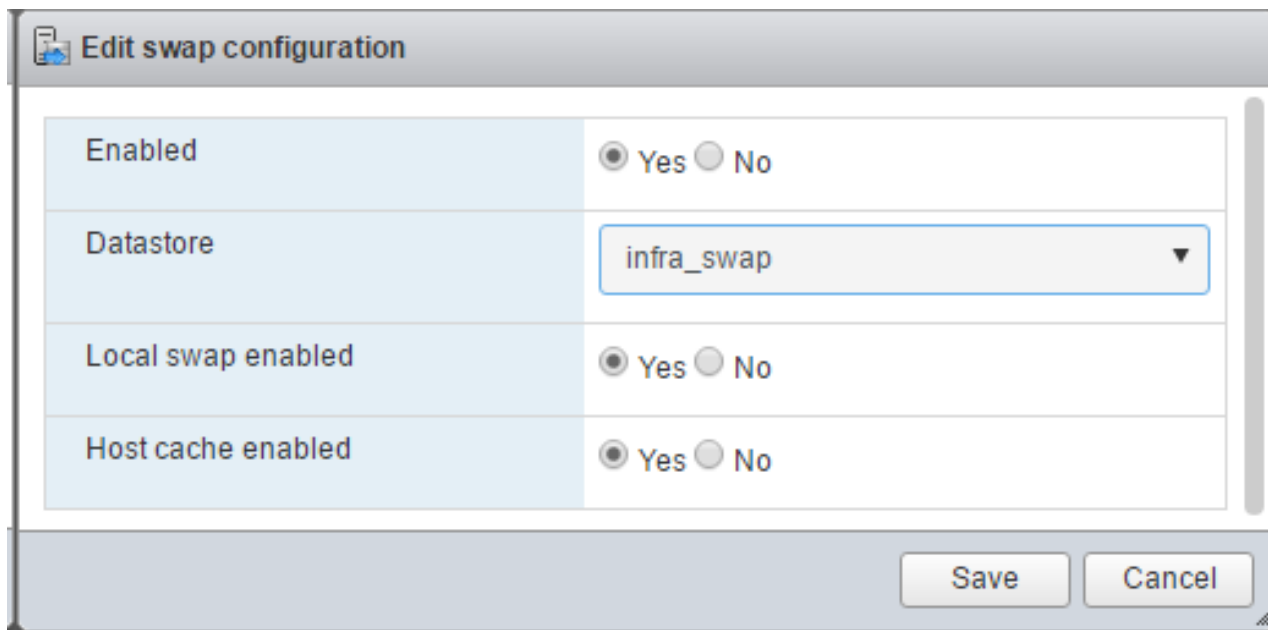 Edit swap configuration
Enabled Yes No
Datastore infra_swap
Local swap enabled Yes No
Host cache enabled Yes No
Save Cancel